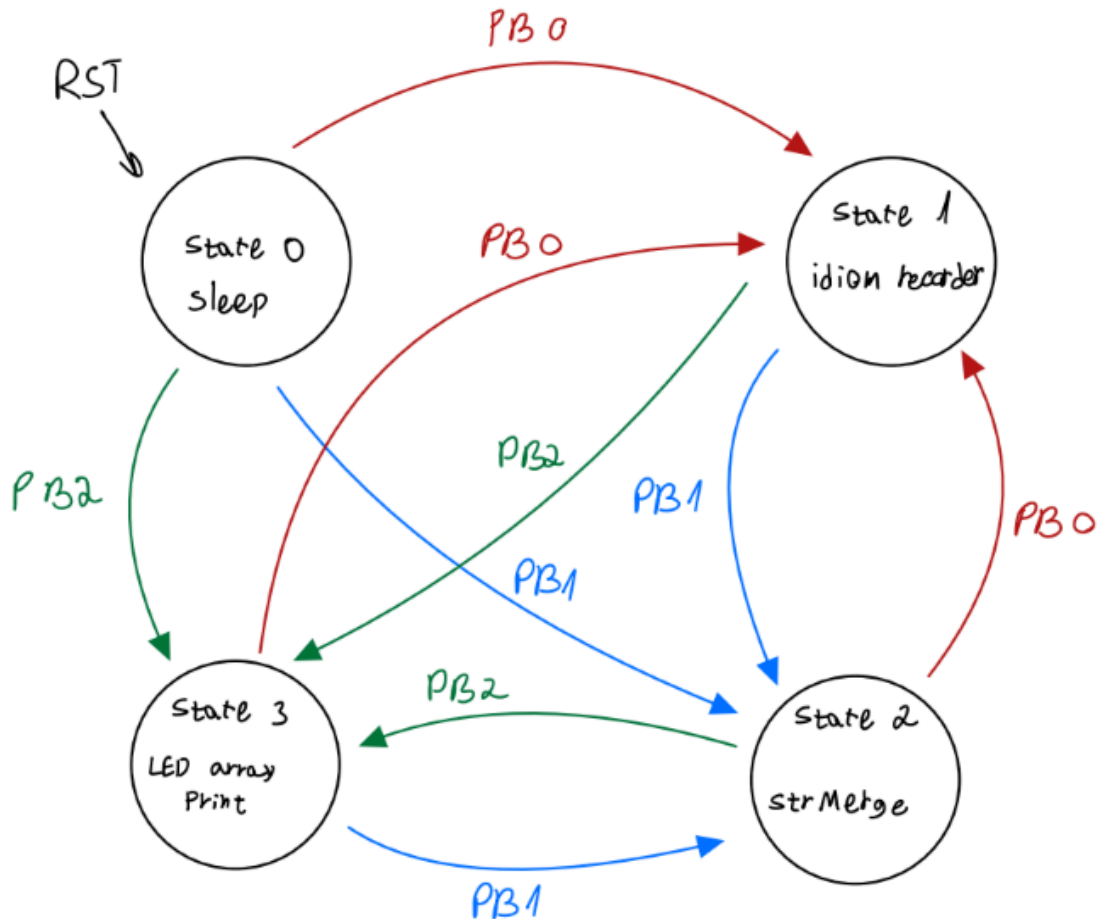 PB0
RST
State 0
sleep
PB0
State 1
idiom recorder
PB2
PB2
PB1
PB1
PB0
State 3
LED array
Print
PB2
State 2
strMerge
PB1